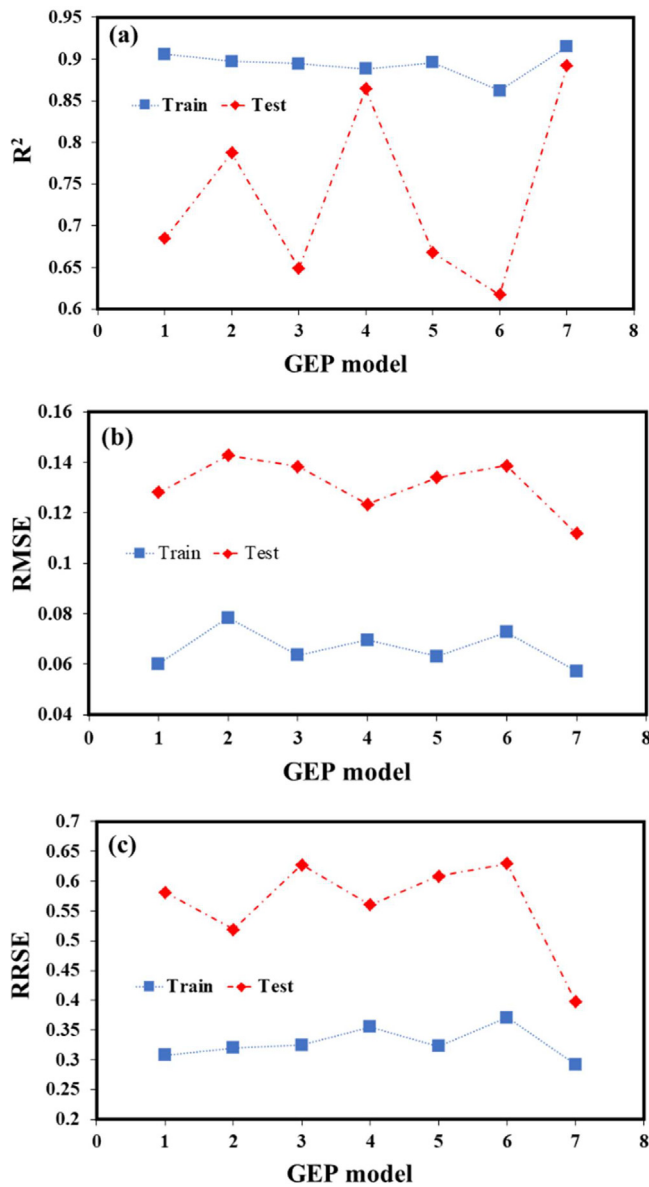 (a)
0.95
0.9
0.85
0.8
0.75
0.7
0.65
0.6
R²
Train Test
0 1 2 3 4 5 6 7 8
GEP model
(b)
0.16
0.14
0.12
0.1
0.08
0.06
0.04
RMSE
Train Test
0 1 2 3 4 5 6 7 8
GEP model
(c)
0.7
0.65
0.6
0.55
0.5
0.45
0.4
0.35
0.3
0.25
0.2
RRSE
Train Test
0 1 2 3 4 5 6 7 8
GEP model